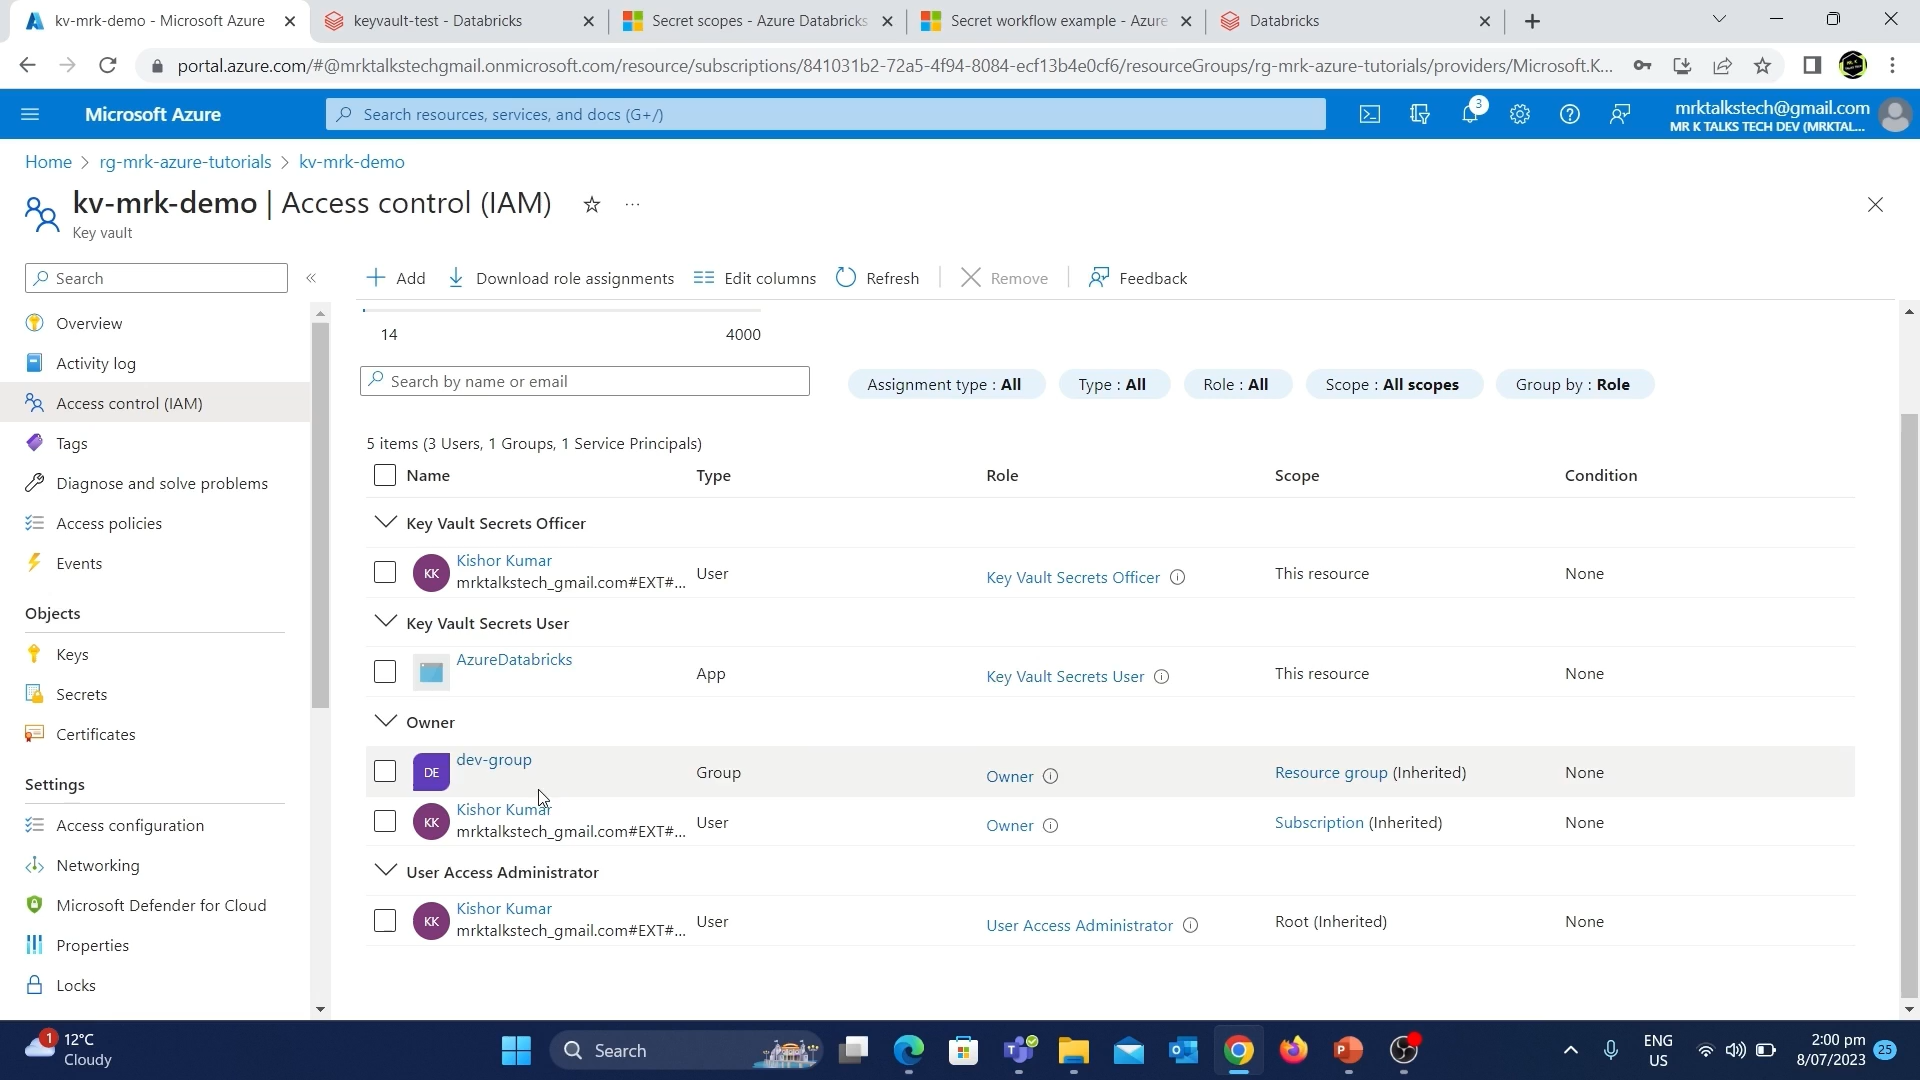 kv-mrk-demo - Microsoft Azure
keyvault-test - Databricks
Secret scopes - Azure Databricks
Secret workflow example - Azure
Databricks
portal.azure.com/#@mrktalkstechgmail.onmicrosoft.com/resource/subscriptions/841031b2-72a5-4f94-8084-ecf13b4e0cf6/resourceGroups/rg-mrk-azure-tutorials/providers/Microsoft.K...
Microsoft Azure
Search resources, services, and docs (G+/)
3
mrktalkstech@gmail.com
MR K TALKS TECH DEV (MRKTAL...
Home > rg-mrk-azure-tutorials > kv-mrk-demo
kv-mrk-demo | Access control (IAM)
Key vault
Search
Overview
Activity log
Access control (IAM)
Tags
Diagnose and solve problems
Access policies
Events
Objects
Keys
Secrets
Certificates
Settings
Access configuration
Networking
Microsoft Defender for Cloud
Properties
Locks
Add
Download role assignments
Edit columns
Refresh
Remove
Feedback
14 4000
Search by name or email
Assignment type : All
Type : All
Role : All
Scope : All scopes
Group by : Role
5 items (3 Users, 1 Groups, 1 Service Principals)
Name Type Role Scope Condition
Key Vault Secrets Officer
KK Kishor Kumar
mrktalkstech_gmail.com#EXT#... User Key Vault Secrets Officer This resource None
Key Vault Secrets User
AzureDatabricks App Key Vault Secrets User This resource None
Owner
DE dev-group Group Owner Resource group (Inherited) None
KK Kishor Kumar
mrktalkstech_gmail.com#EXT#... User Owner Subscription (Inherited) None
User Access Administrator
KK Kishor Kumar
mrktalkstech_gmail.com#EXT#... User User Access Administrator Root (Inherited) None
1
12°C
Cloudy
Search
ENG
US
2:00 pm
8/07/2023
25